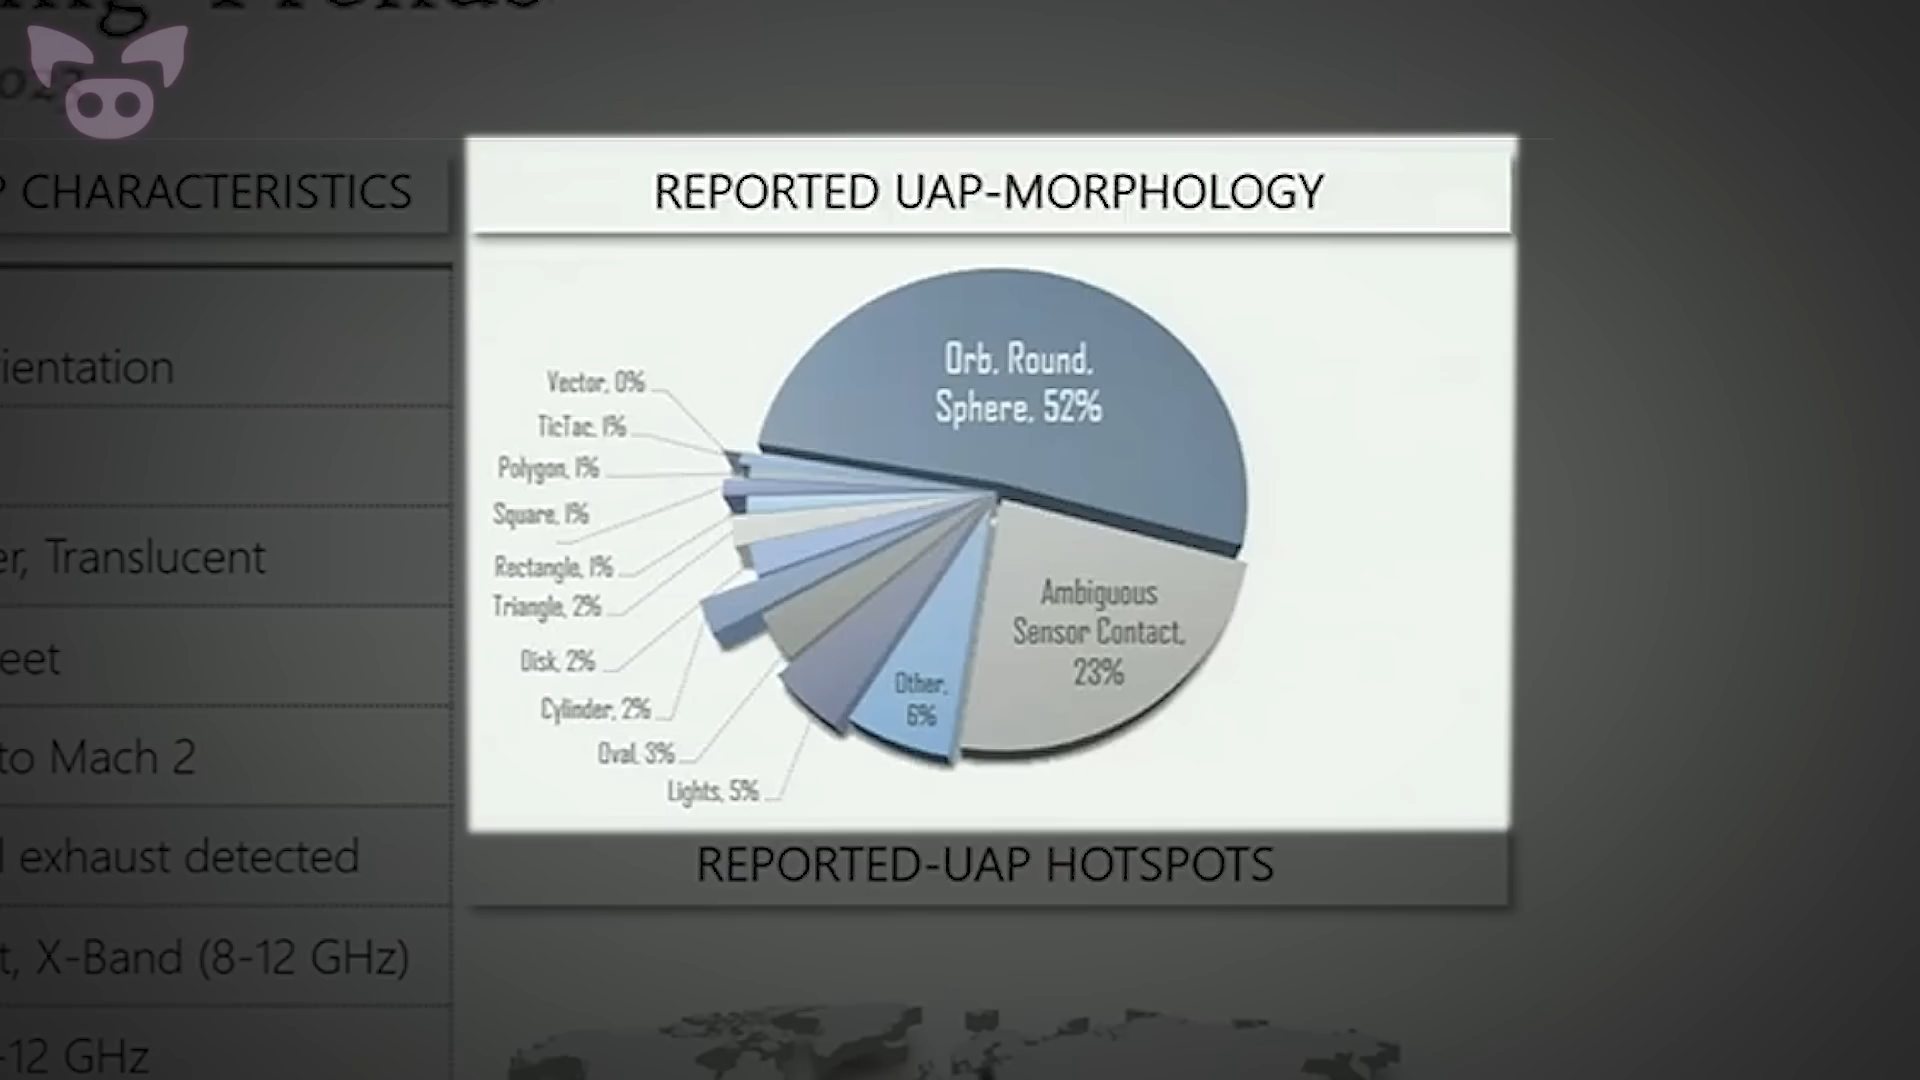 023
CHARACTERISTICS
ientation
Translucent
eet
to Mach 2
exhaust detected
X-Band (8-12 GHz)
-12 GHz
REPORTED UAP-MORPHOLOGY
Orb. Round.
Sphere, 52%
Vector, 0%
TicTac, 1%
Polygon, 1%
Square, 1%
Rectangle, 1%
Triangle, 2%
Disk, 2%
Cylinder, 2%
Oval, 3%
Lights, 5%
Other,
6%
Ambiguous
Sensor Contact,
23%
REPORTED-UAP HOTSPOTS